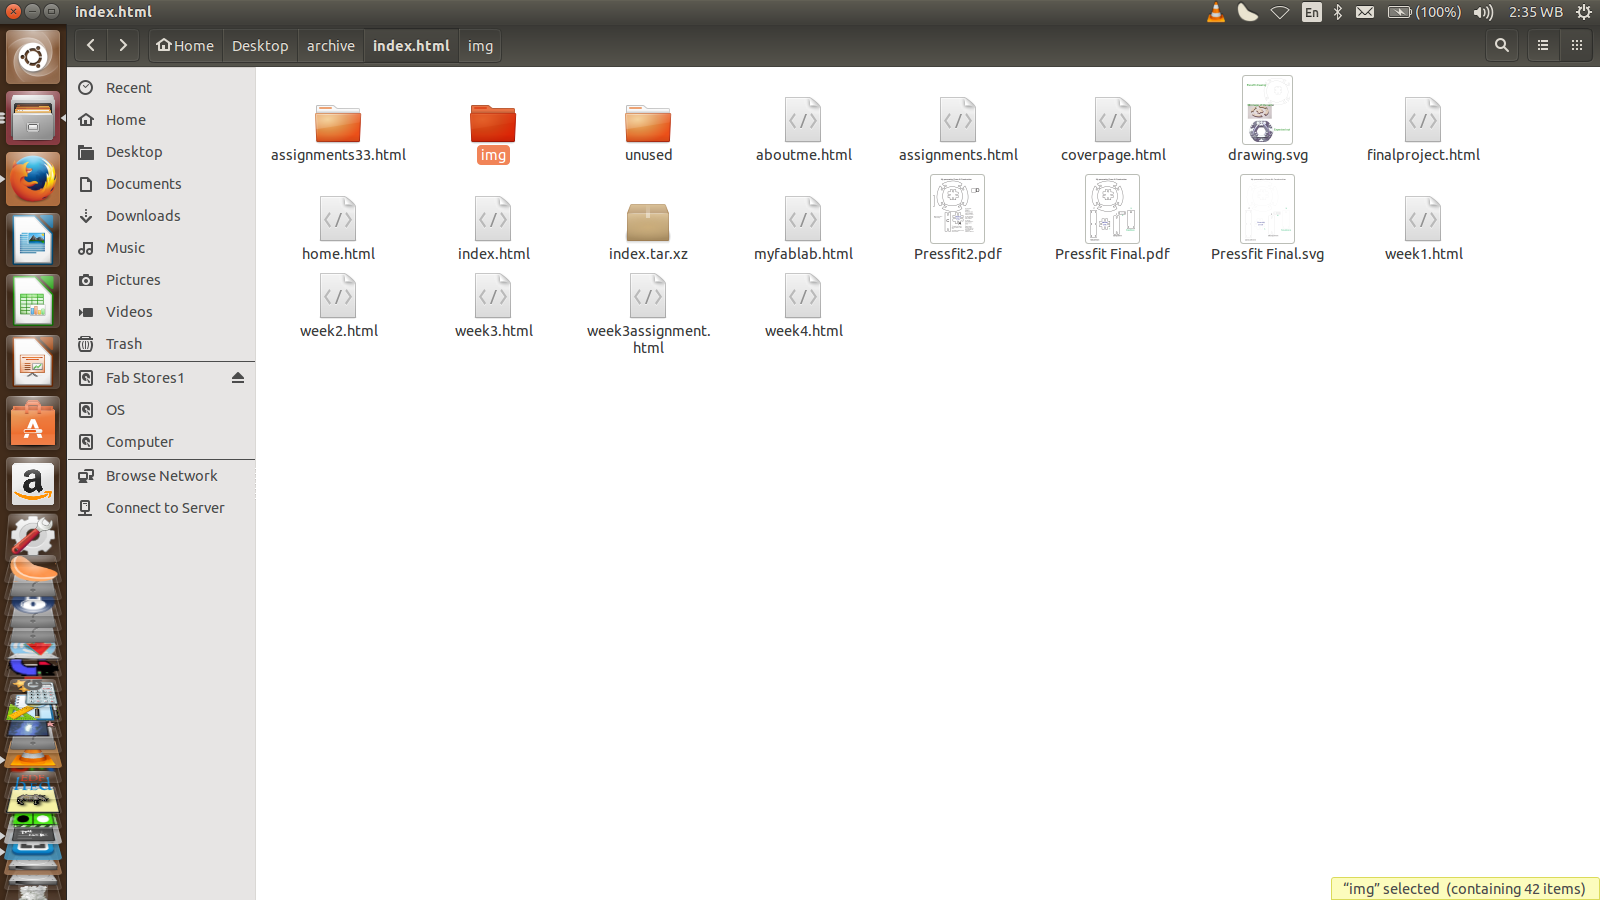 index.html
En
(100%)
2:35 WB
Home
Desktop
archive
index.html
img
Recent
Home
Desktop
Documents
Downloads
Music
Pictures
Videos
Trash
Fab Stores1
OS
Computer
Browse Network
Connect to Server
assignments33.html
img
unused
aboutme.html
assignments.html
coverpage.html
drawing.svg
finalproject.html
home.html
index.html
index.tar.xz
myfablab.html
Pressfit2.pdf
Pressfit Final.pdf
Pressfit Final.svg
week1.html
week2.html
week3.html
week3assignment.
html
week4.html
“img” selected (containing 42 items)